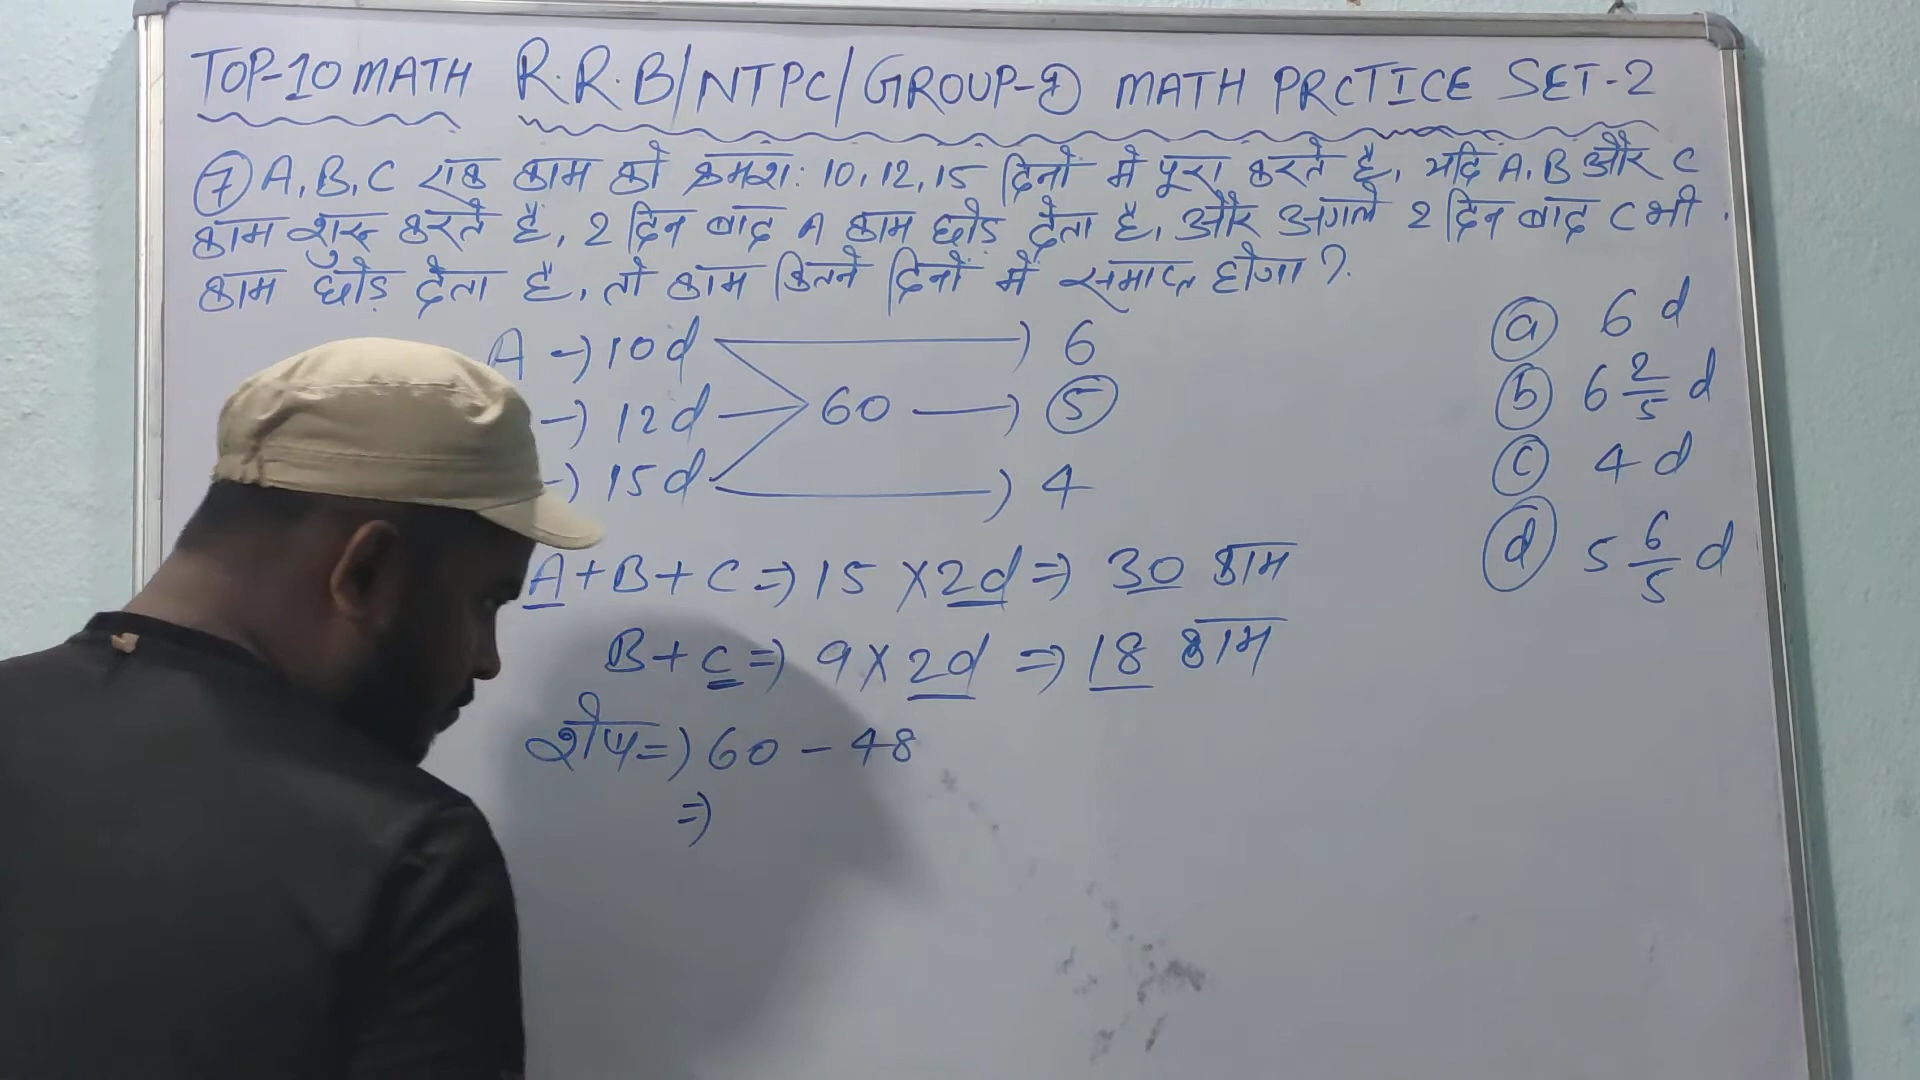 TOP-10 MATH R.R.B/NTPC/GROUP-D MATH PRCTICE SET-2
⑦ A, B, C एक काम को क्रमश: 10, 12, 15 दिनों मे पूरा करते है, यदि A, B और C
काम शुरू करते है, 2 दिन बाद A काम छोड़ देता है, और अगले 2 दिन बाद C भी
काम छोड़ देता है, तो काम कितने दिनों में समाप्त होगा ?
A → 10d 6
→ 12d 60 → 5
→ 15d 4
A+B+C ⇒ 15 × 2d ⇒ 30 काम
B+C ⇒ 9 × 2d ⇒ 18 काम
शेष ⇒ 60 - 48
⇒
ⓐ 6 d
ⓑ 6 2/5 d
ⓒ 4 d
ⓓ 5 6/5 d